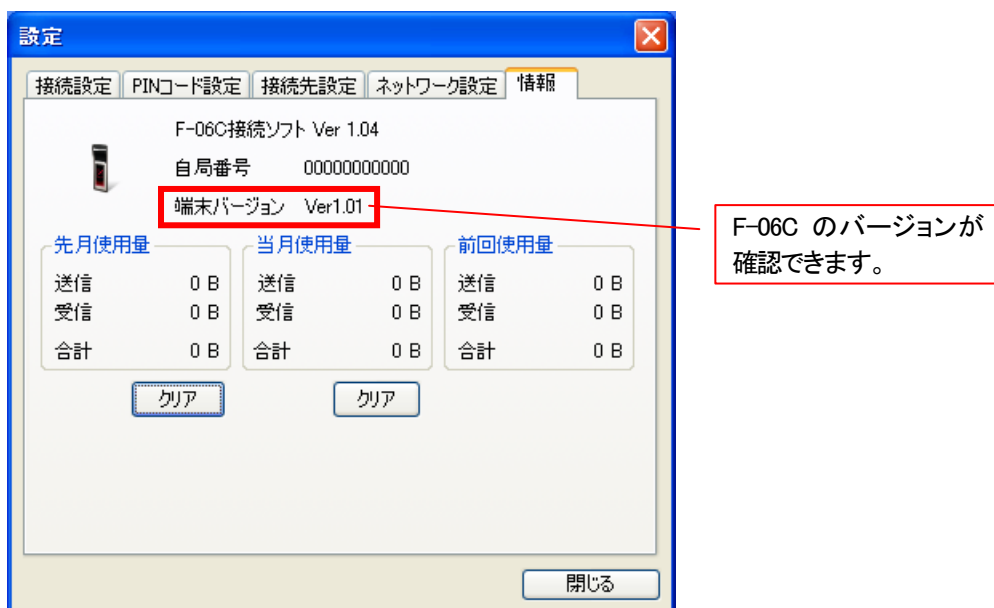 設定
接続設定 PINコード設定 接続先設定 ネットワーク設定 情報
F-06C接続ソフト Ver 1.04
自局番号 00000000000
端末バージョン Ver1.01
F-06C のバージョンが
確認できます。
先月使用量 当月使用量 前回使用量
送信 0 B 送信 0 B 送信 0 B
受信 0 B 受信 0 B 受信 0 B
合計 0 B 合計 0 B 合計 0 B
クリア クリア
閉じる